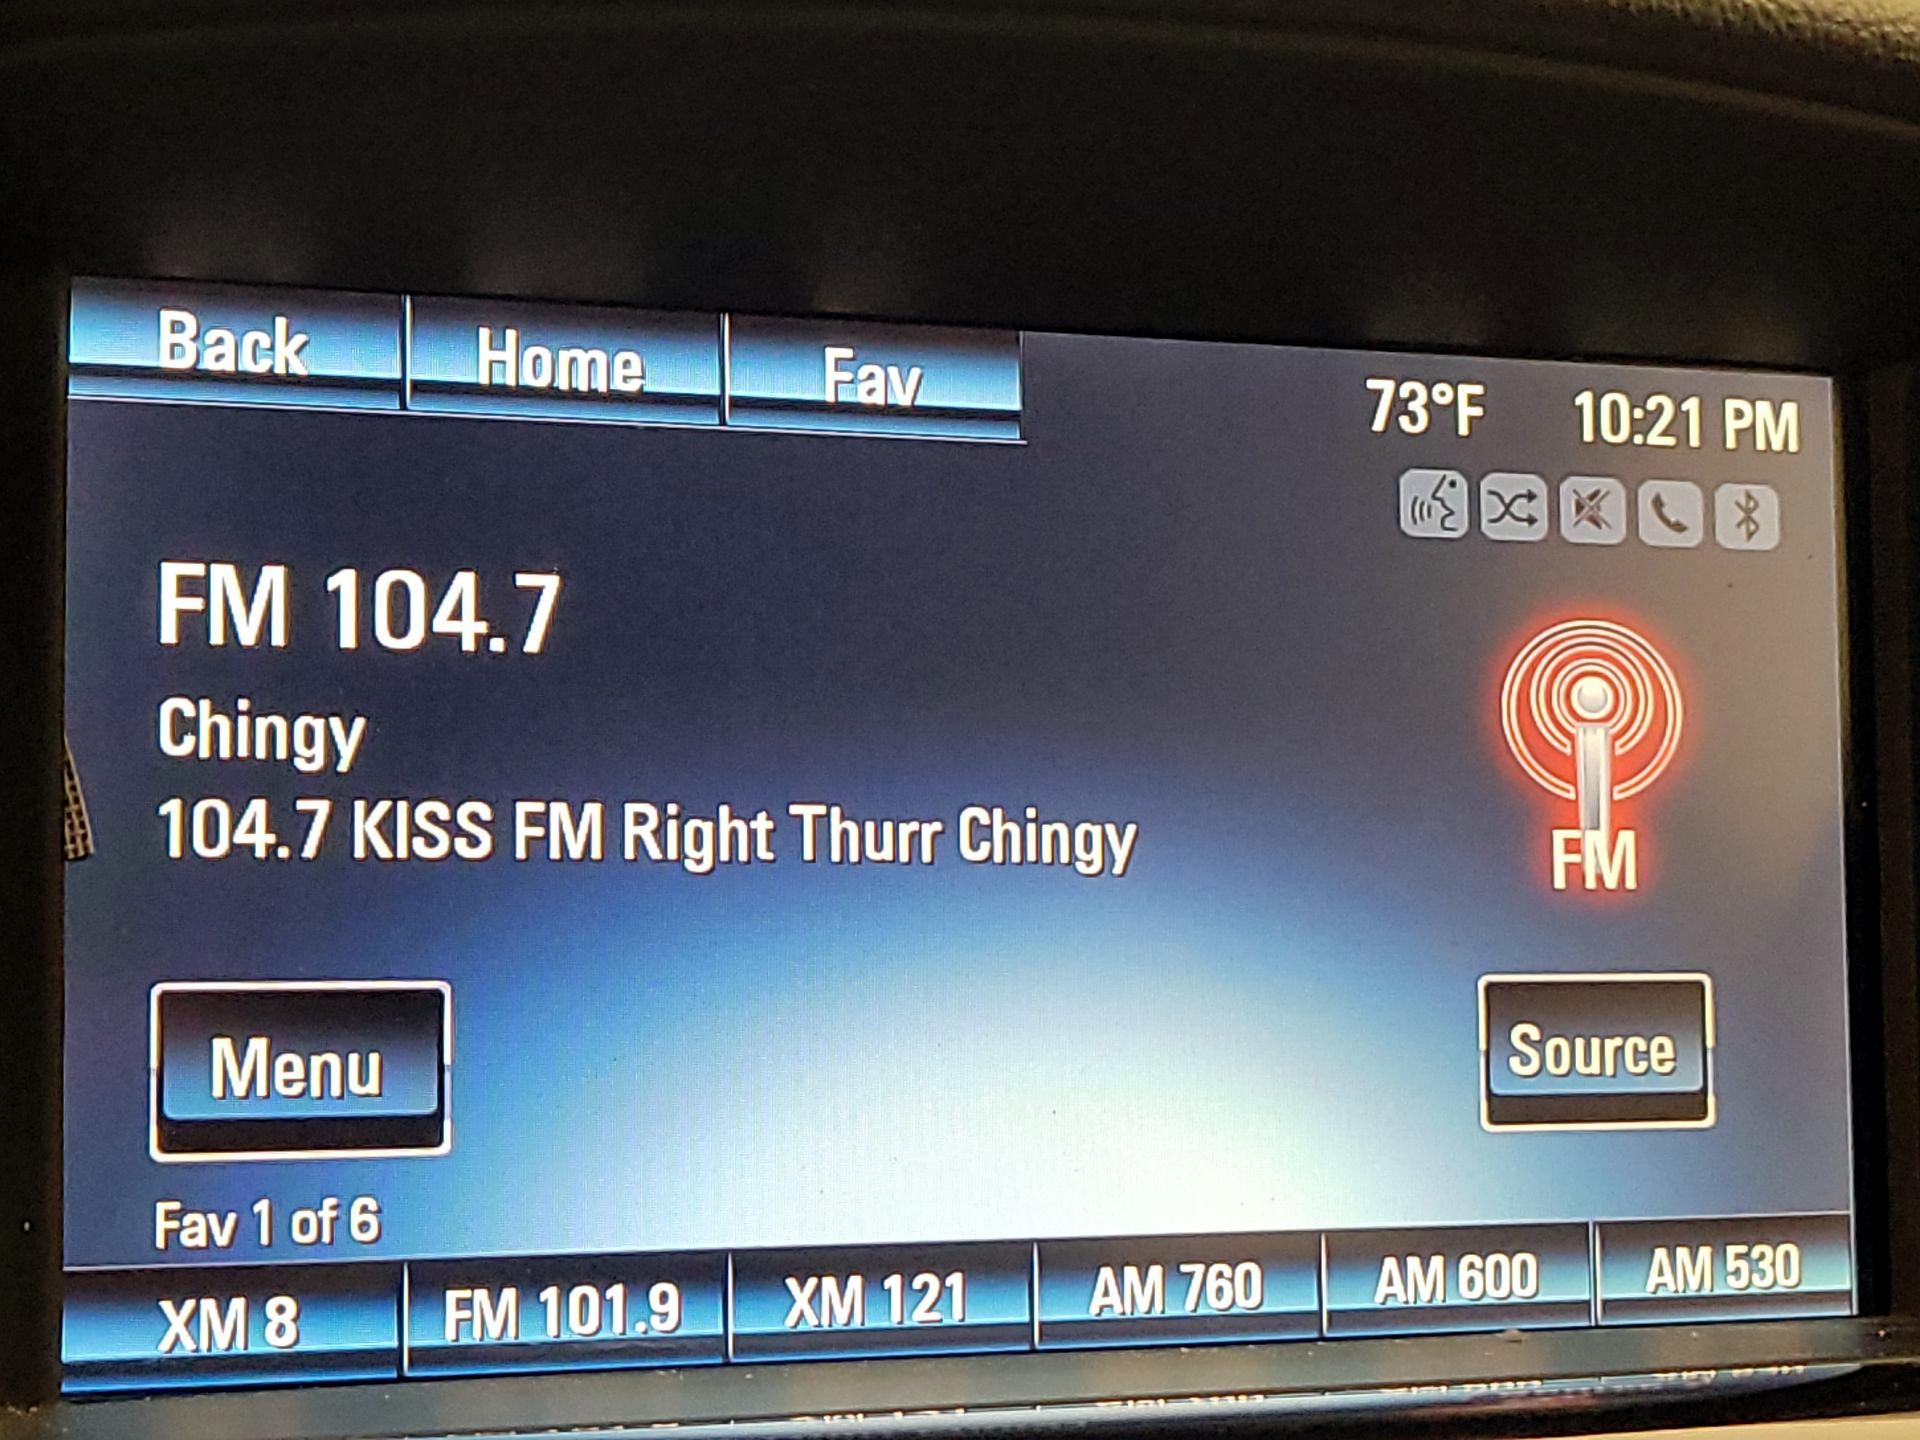 Back Home Fav
73°F 10:21 PM
FM 104.7
Chingy
104.7 KISS FM Right Thurr Chingy
FM
Menu Source
Fav 1 of 6
XM 8 FM 101.9 XM 121 AM 760 AM 600 AM 530